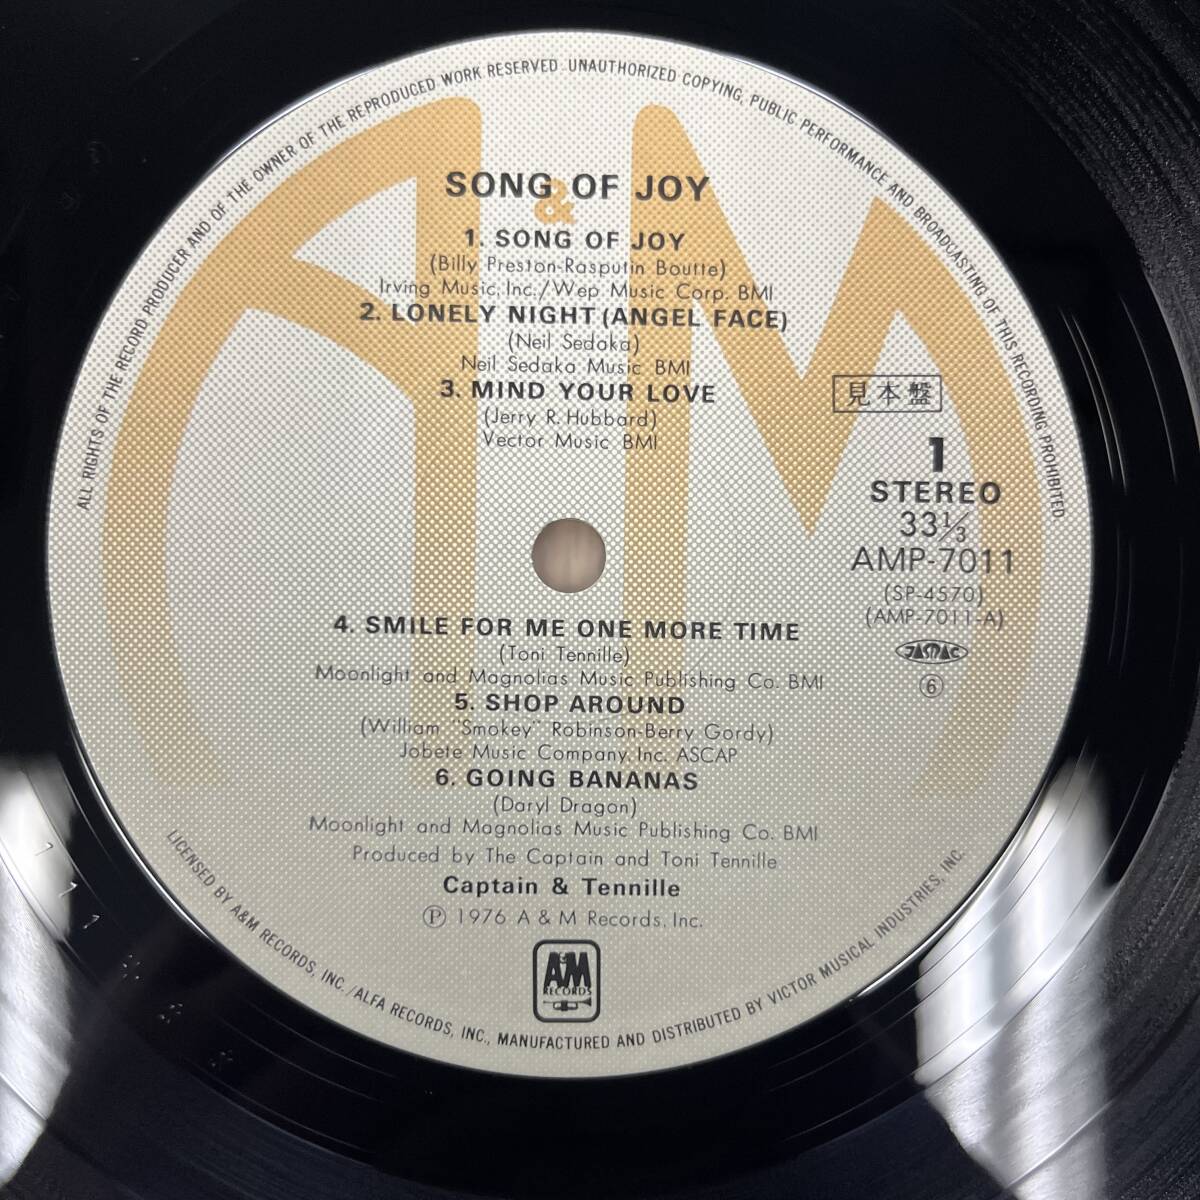 ALL RIGHTS OF THE RECORD PRODUCER AND OF THE OWNER OF THE REPRODUCED WORK RESERVED UNAUTHORIZED COPYING, PUBLIC PERFORMANCE AND BROADCASTING OF THIS RECORDING PROHIBITED
A&M
SONG OF JOY
1. SONG OF JOY
(Billy Preston-Rasputin Boutte)
Irving Music, Inc./Wep Music Corp. BMI
2. LONELY NIGHT (ANGEL FACE)
(Neil Sedaka)
Neil Sedaka Music BMI
3. MIND YOUR LOVE
(Jerry R. Hubbard)
Vector Music BMI
見本盤
1
STEREO
33 1/3
AMP-7011
(SP-4570)
(AMP-7011-A)
JASRAC
⑥
4. SMILE FOR ME ONE MORE TIME
(Toni Tennille)
Moonlight and Magnolias Music Publishing Co. BMI
5. SHOP AROUND
(William "Smokey" Robinson-Berry Gordy)
Jobete Music Company, Inc. ASCAP
6. GOING BANANAS
(Daryl Dragon)
Moonlight and Magnolias Music Publishing Co. BMI
Produced by The Captain and Toni Tennille
Captain & Tennille
Ⓟ 1976 A & M Records, Inc.
A&M
RECORDS
LICENSED BY A&M RECORDS, INC./ALFA RECORDS, INC., MANUFACTURED AND DISTRIBUTED BY VICTOR MUSICAL INDUSTRIES, INC.
1 1 1